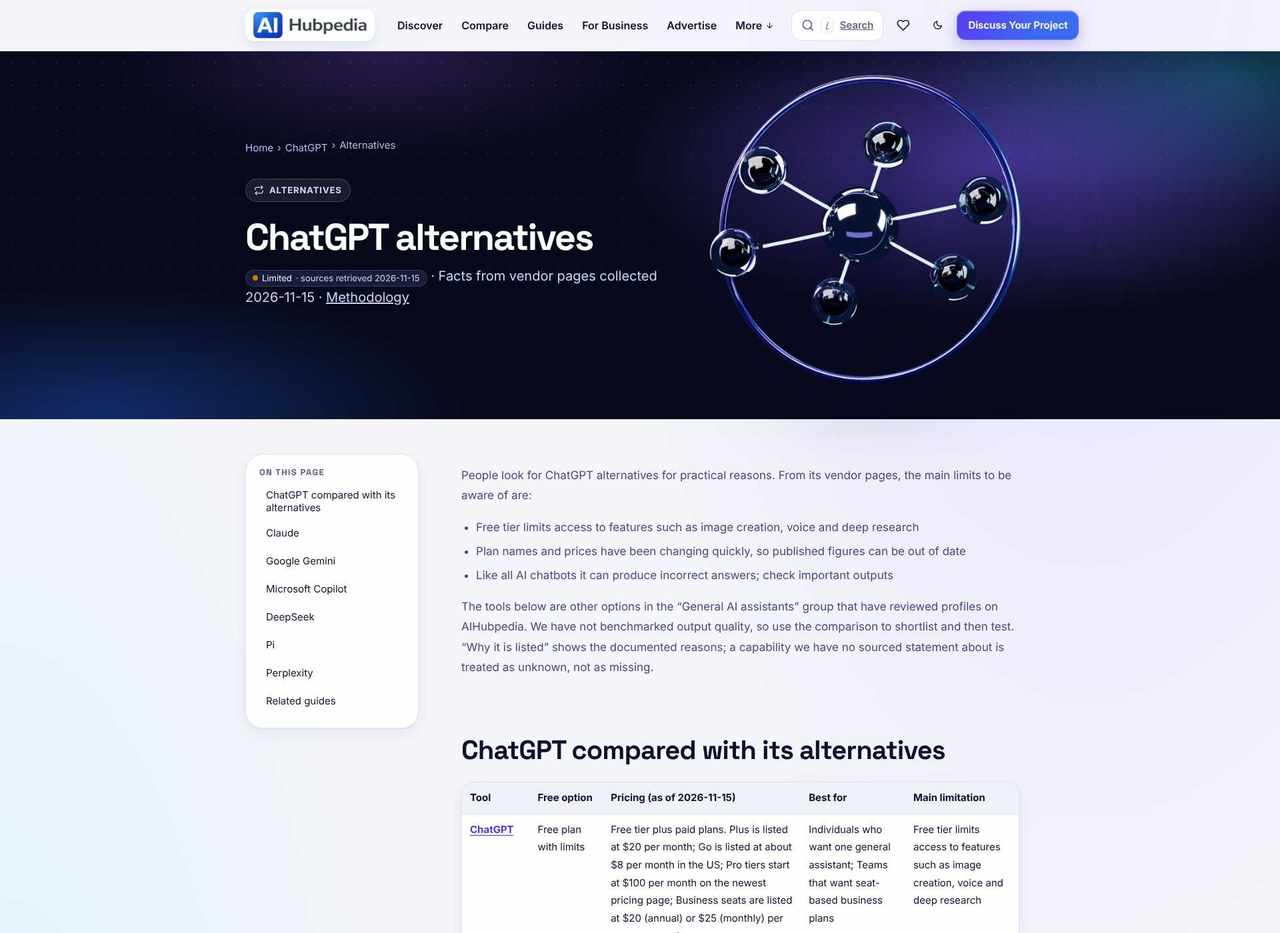 AI Hubpedia
Discover
Compare
Guides
For Business
Advertise
More ↓
/ Search
Discuss Your Project
Home › ChatGPT › Alternatives
ALTERNATIVES
ChatGPT alternatives
Limited · sources retrieved 2026-11-15 · Facts from vendor pages collected
2026-11-15 · Methodology
ON THIS PAGE
ChatGPT compared with its
alternatives
Claude
Google Gemini
Microsoft Copilot
DeepSeek
Pi
Perplexity
Related guides
People look for ChatGPT alternatives for practical reasons. From its vendor pages, the main limits to be
aware of are:
• Free tier limits access to features such as image creation, voice and deep research
• Plan names and prices have been changing quickly, so published figures can be out of date
• Like all AI chatbots it can produce incorrect answers; check important outputs
The tools below are other options in the “General AI assistants” group that have reviewed profiles on
AIHubpedia. We have not benchmarked output quality, so use the comparison to shortlist and then test.
“Why it is listed” shows the documented reasons; a capability we have no sourced statement about is
treated as unknown, not as missing.
ChatGPT compared with its alternatives
Tool
Free option
Pricing (as of 2026-11-15)
Best for
Main limitation
ChatGPT
Free plan
with limits
Free tier plus paid plans. Plus is listed
at $20 per month; Go is listed at about
$8 per month in the US; Pro tiers start
at $100 per month on the newest
pricing page; Business seats are listed
at $20 (annual) or $25 (monthly) per
Individuals who
want one general
assistant; Teams
that want seat-
based business
plans
Free tier limits
access to features
such as image
creation, voice and
deep research